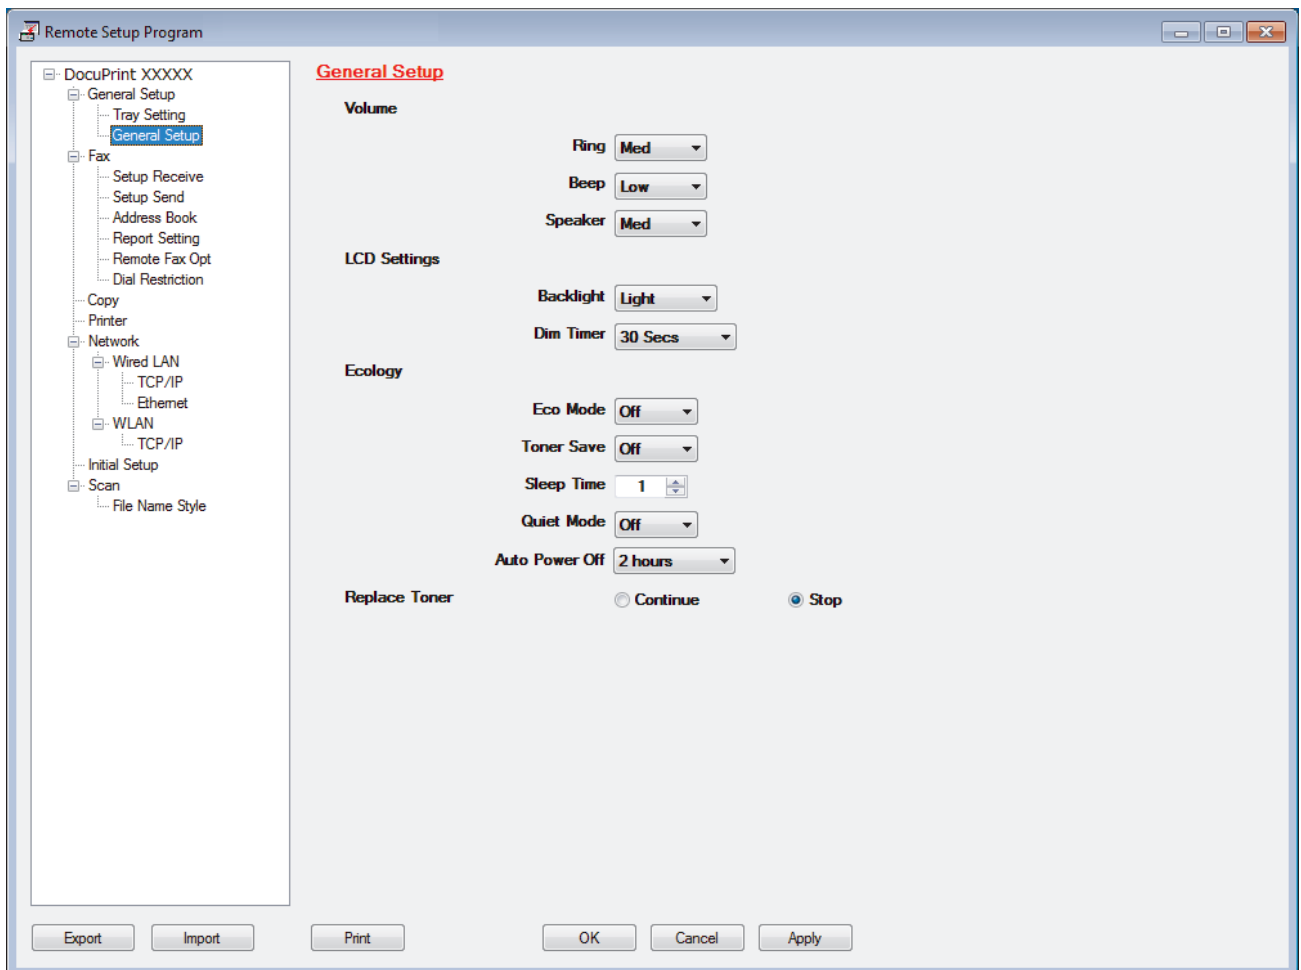 Remote Setup Program
DocuPrint XXXXX
General Setup
Tray Setting
General Setup
Fax
Setup Receive
Setup Send
Address Book
Report Setting
Remote Fax Opt
Dial Restriction
Copy
Printer
Network
Wired LAN
TCP/IP
Ethernet
WLAN
TCP/IP
Initial Setup
Scan
File Name Style
General Setup
Volume
Ring Med
Beep Low
Speaker Med
LCD Settings
Backlight Light
Dim Timer 30 Secs
Ecology
Eco Mode Off
Toner Save Off
Sleep Time 1
Quiet Mode Off
Auto Power Off 2 hours
Replace Toner Continue Stop
Export Import Print OK Cancel Apply